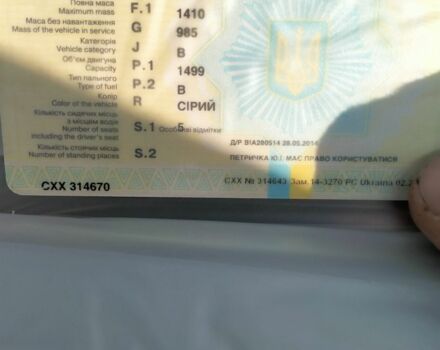 Повна маса
Maximum mass F.1 1410
Маса без навантаження
Mass of the vehicle in service G 985
Категорія
Vehicle category J B
Об'єм двигуна
Capacity P.1 1499
Тип пального
Type of fuel P.2 B
Колір
Color of the vehicle R СІРИЙ
Кількість сидячих місць
з місцем водія
Number of seats S.1 5 Особливі відмітки
including the driver's seat
Д/Р ВІА280514 28.05.2014
Кількість стоячих місць
Number of standing places S.2
ПЕТРИЧКА Ю.І. МАЄ ПРАВО КОРИСТУВАТИСЯ
СХХ № 314643 Зам. 14-3270 РС Ukraina 02.2
CXX 314670